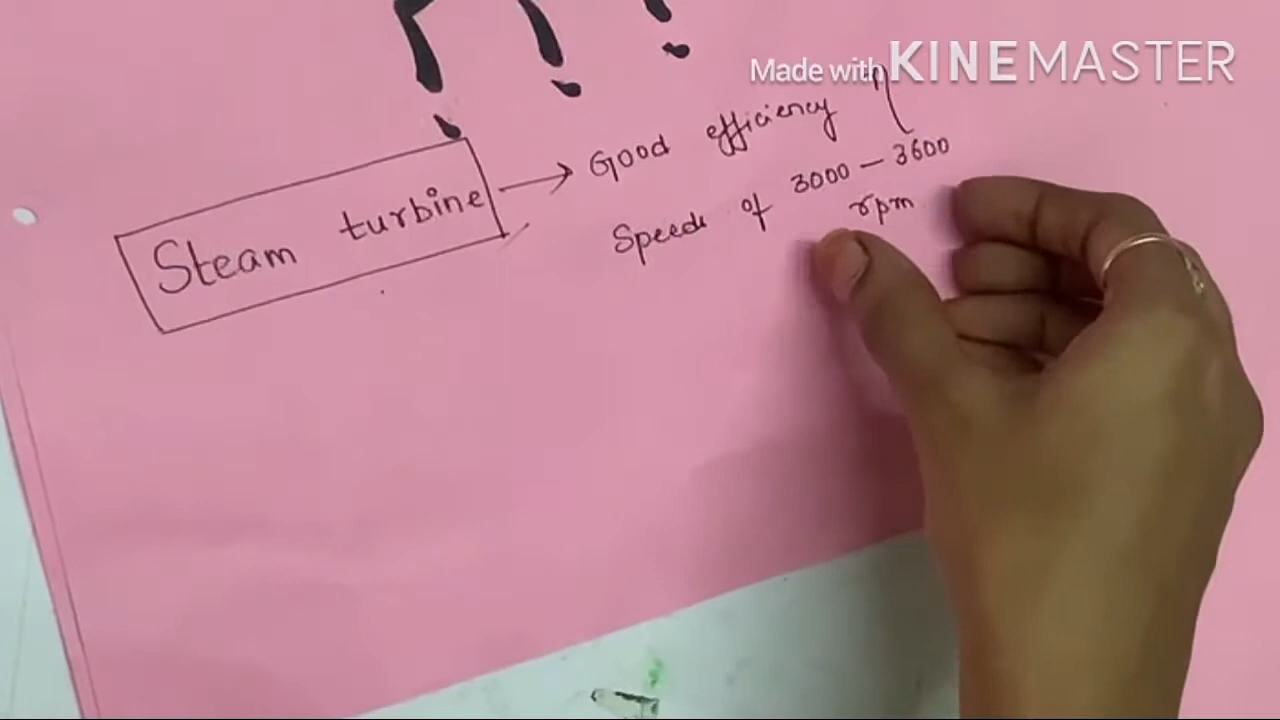 Made with KINEMASTER
Good efficiency η
Steam turbine →
Speed of 3000 – 3600
rpm